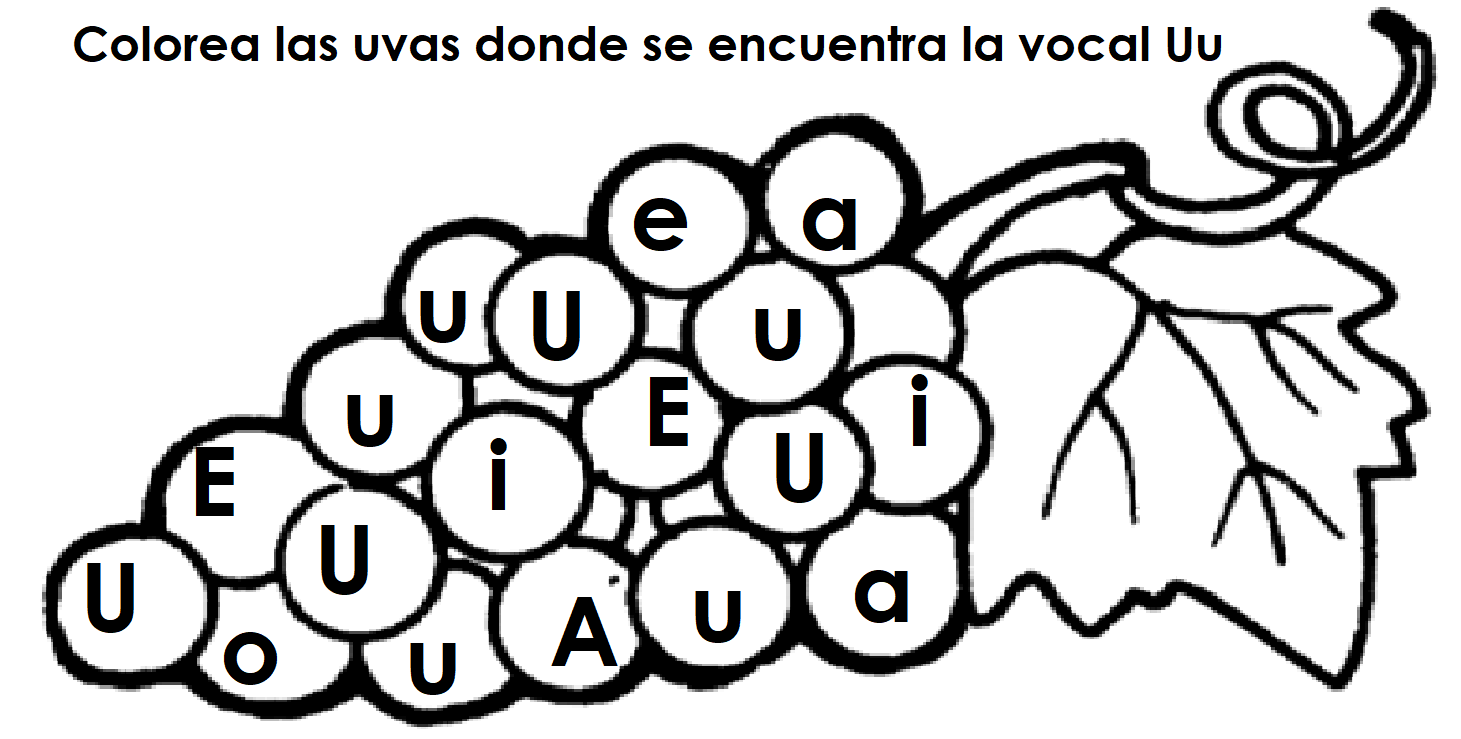 Colorea las uvas donde se encuentra la vocal Uu
e a
u U u
u E i
E i U
U U u a
o u A